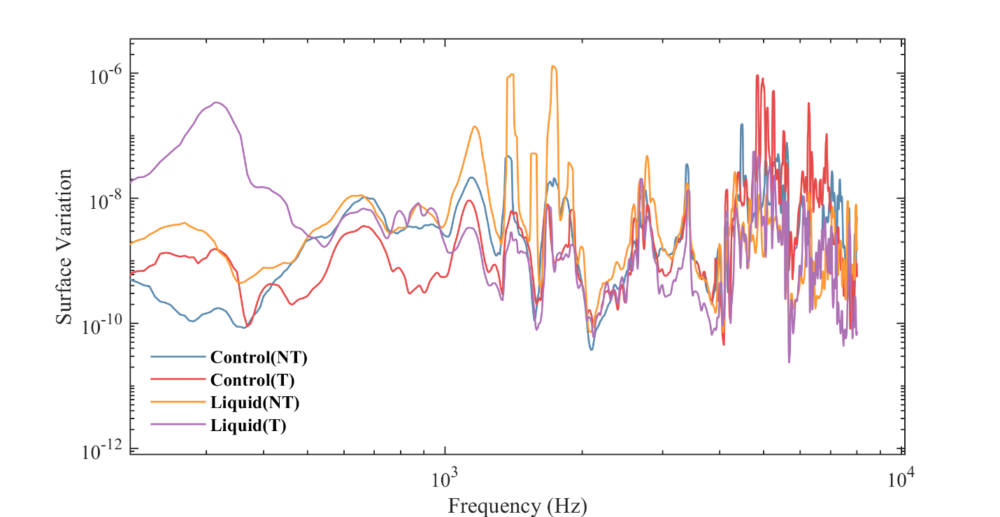 10^-6
10^-8
10^-10
10^-12
Surface Variation
Control(NT)
Control(T)
Liquid(NT)
Liquid(T)
10^3
10^4
Frequency (Hz)